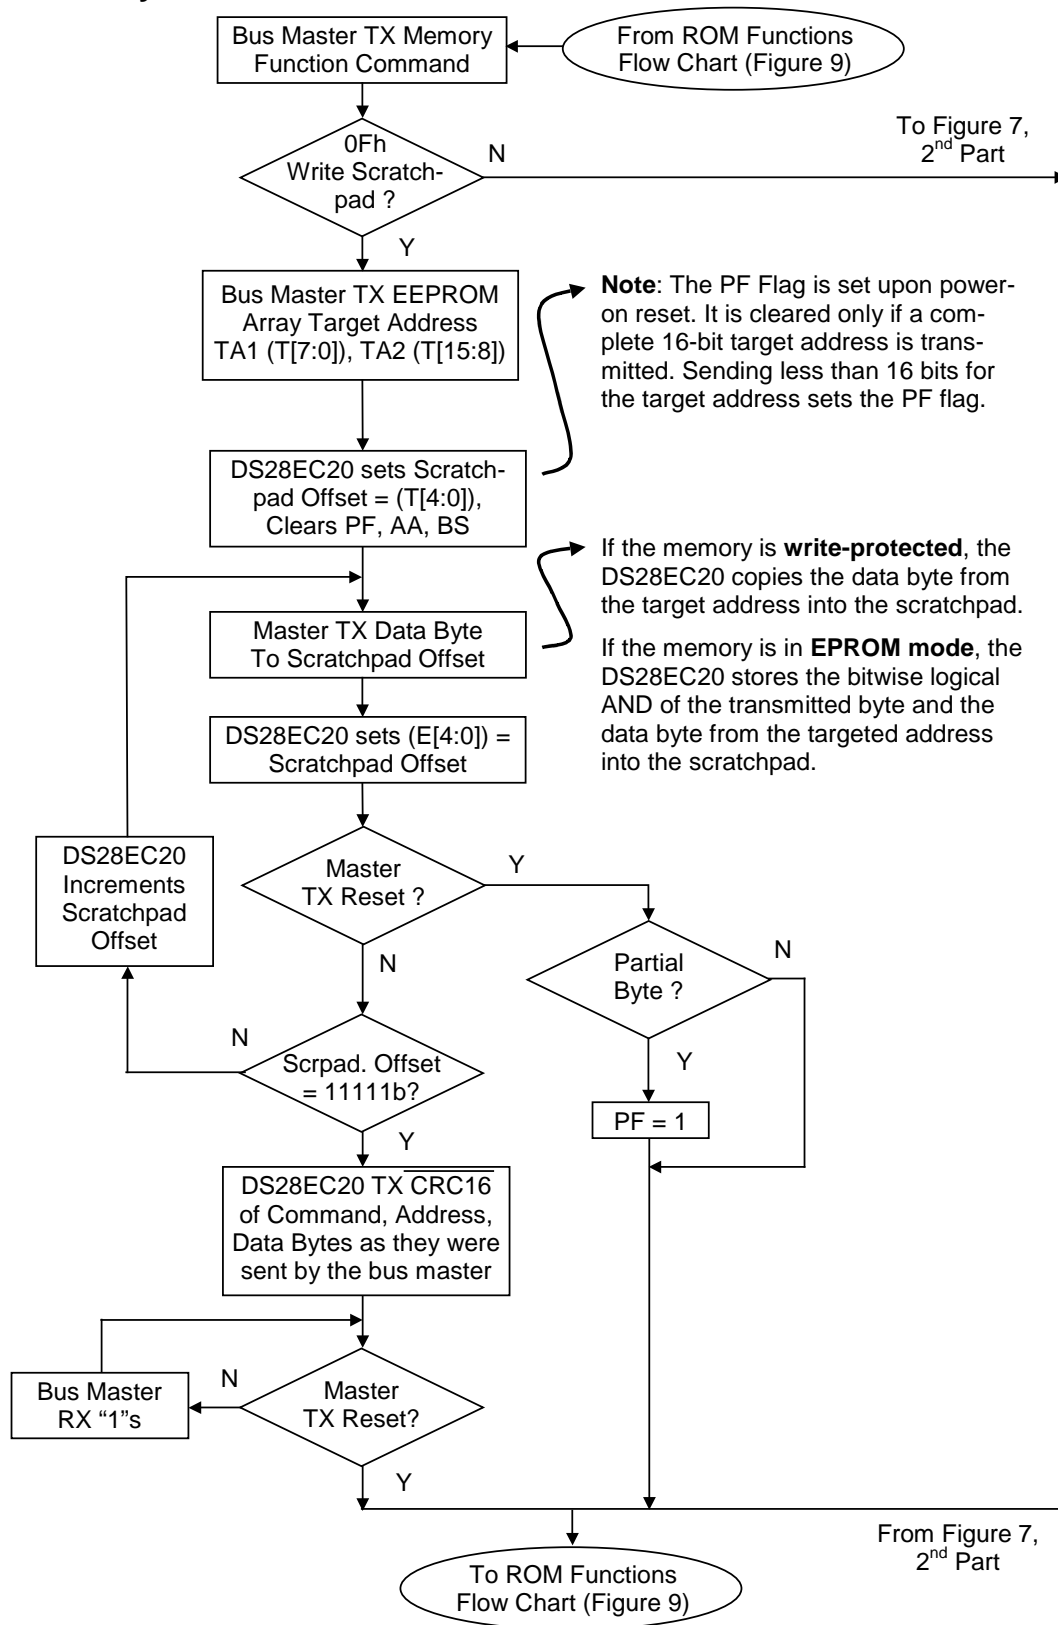 Bus Master TX Memory
Function Command
From ROM Functions
Flow Chart (Figure 9)
To Figure 7,
2nd Part
0Fh
Write Scratch-
pad ?
N
Y
Bus Master TX EEPROM
Array Target Address
TA1 (T[7:0]), TA2 (T[15:8])
Note: The PF Flag is set upon power-
on reset. It is cleared only if a com-
plete 16-bit target address is trans-
mitted. Sending less than 16 bits for
the target address sets the PF flag.
DS28EC20 sets Scratch-
pad Offset = (T[4:0]),
Clears PF, AA, BS
If the memory is write-protected, the
DS28EC20 copies the data byte from
the target address into the scratchpad.
If the memory is in EPROM mode, the
DS28EC20 stores the bitwise logical
AND of the transmitted byte and the
data byte from the targeted address
into the scratchpad.
Master TX Data Byte
To Scratchpad Offset
DS28EC20 sets (E[4:0]) =
Scratchpad Offset
DS28EC20
Increments
Scratchpad
Offset
Master
TX Reset ?
Y
N
Partial
Byte ?
N
Y
PF = 1
Scrpad. Offset
= 11111b?
N
Y
DS28EC20 TX CRC16
of Command, Address,
Data Bytes as they were
sent by the bus master
Bus Master
RX “1”s
N
Master
TX Reset?
Y
From Figure 7,
2nd Part
To ROM Functions
Flow Chart (Figure 9)